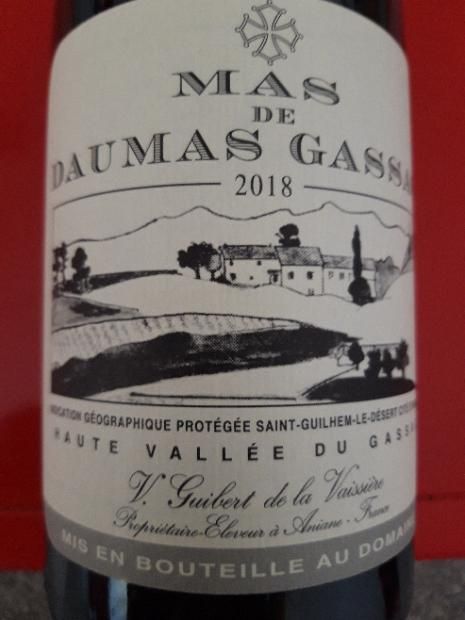 MAS
DE
DAUMAS GASSA
2018
INDICATION GÉOGRAPHIQUE PROTÉGÉE SAINT-GUILHEM-LE-DÉSERT CITÉ
HAUTE VALLÉE DU GASSA
V. Guibert de la Vaissière
Propriétaire-Eleveur à Aniane - France
MIS EN BOUTEILLE AU DOMAINE